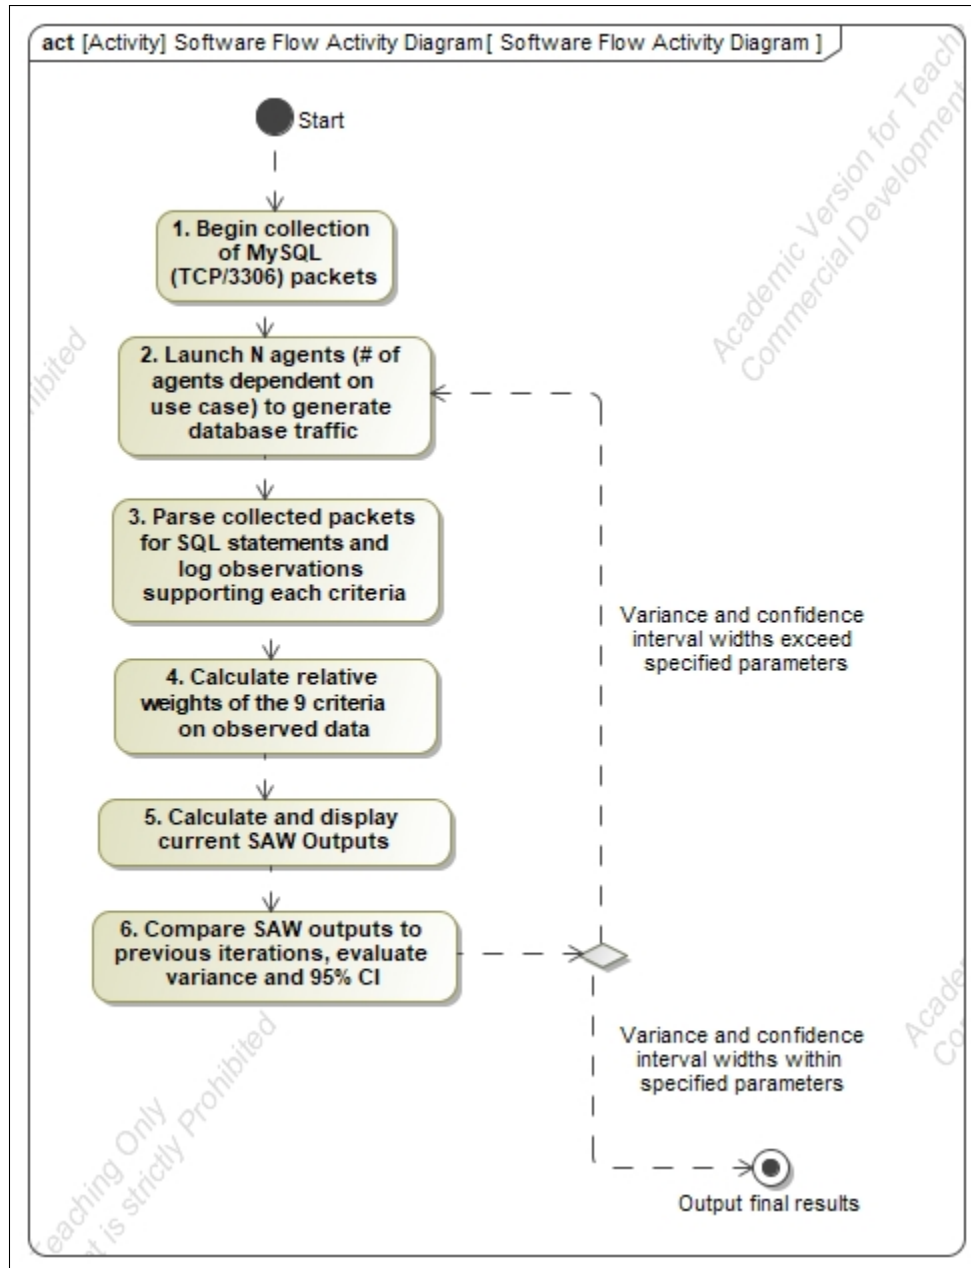 act [Activity] Software Flow Activity Diagram[ Software Flow Activity Diagram ]
Start
1. Begin collection
of MySQL
(TCP/3306) packets
2. Launch N agents (# of
agents dependent on
use case) to generate
database traffic
3. Parse collected packets
for SQL statements and
log observations
supporting each criteria
4. Calculate relative
weights of the 9 criteria
on observed data
5. Calculate and display
current SAW Outputs
6. Compare SAW outputs to
previous iterations, evaluate
variance and 95% CI
Variance and confidence
interval widths exceed
specified parameters
Variance and confidence
interval widths within
specified parameters
Output final results
Academic Version for Teach
Commercial Development
hibited
Teaching Only
nt is strictly Prohibited
Acade
Co